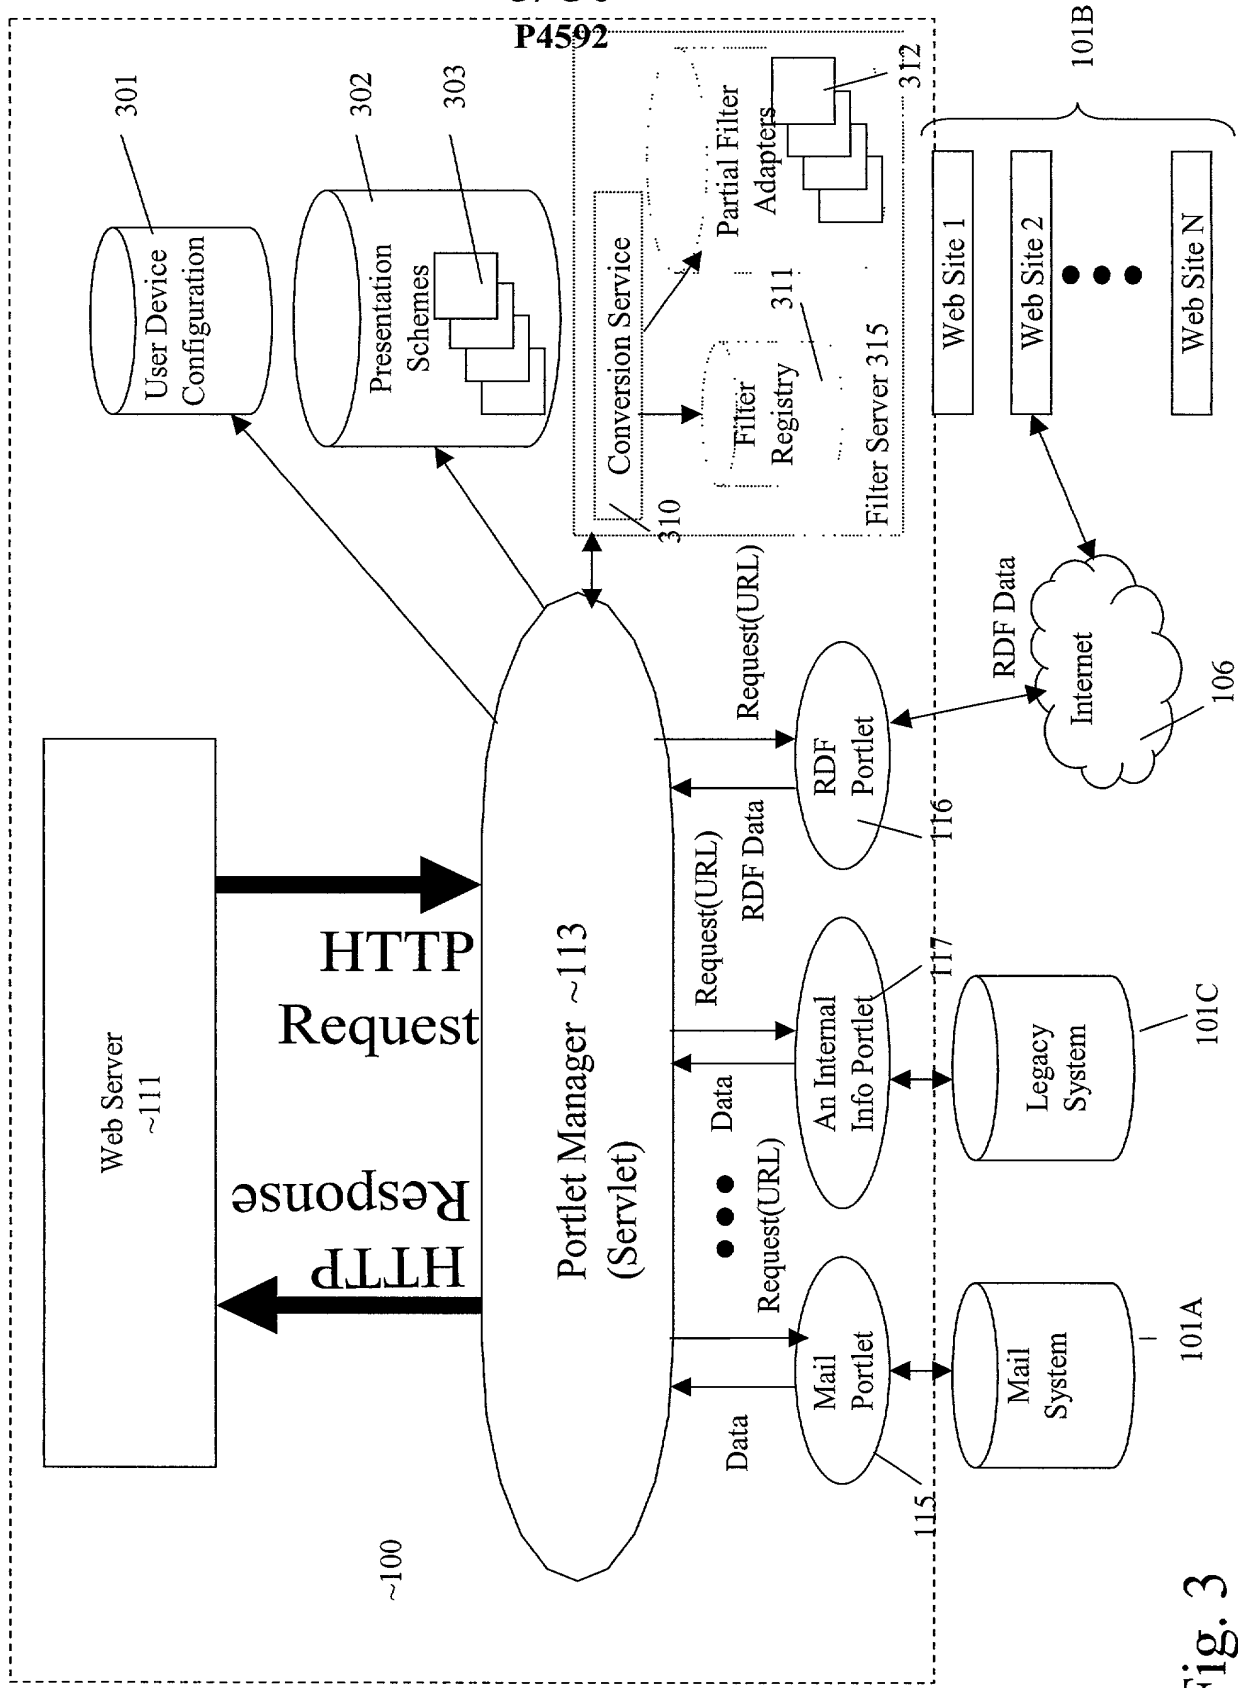 P4592
~100
Web Server
~111
HTTP
Response
HTTP
Request
Portlet Manager ~113
(Servlet)
User Device
Configuration
301
Presentation
Schemes
302
303
Conversion Service
310
Filter
Registry
311
Partial Filter
Adapters
312
Filter Server 315
Data
Request(URL)
Data
Request(URL)
RDF Data
Request(URL)
Mail
Portlet
115
An Internal
Info Portlet
117
RDF
Portlet
116
RDF Data
Mail
System
101A
Legacy
System
101C
Internet
106
Web Site 1
Web Site 2
Web Site N
101B
Fig. 3